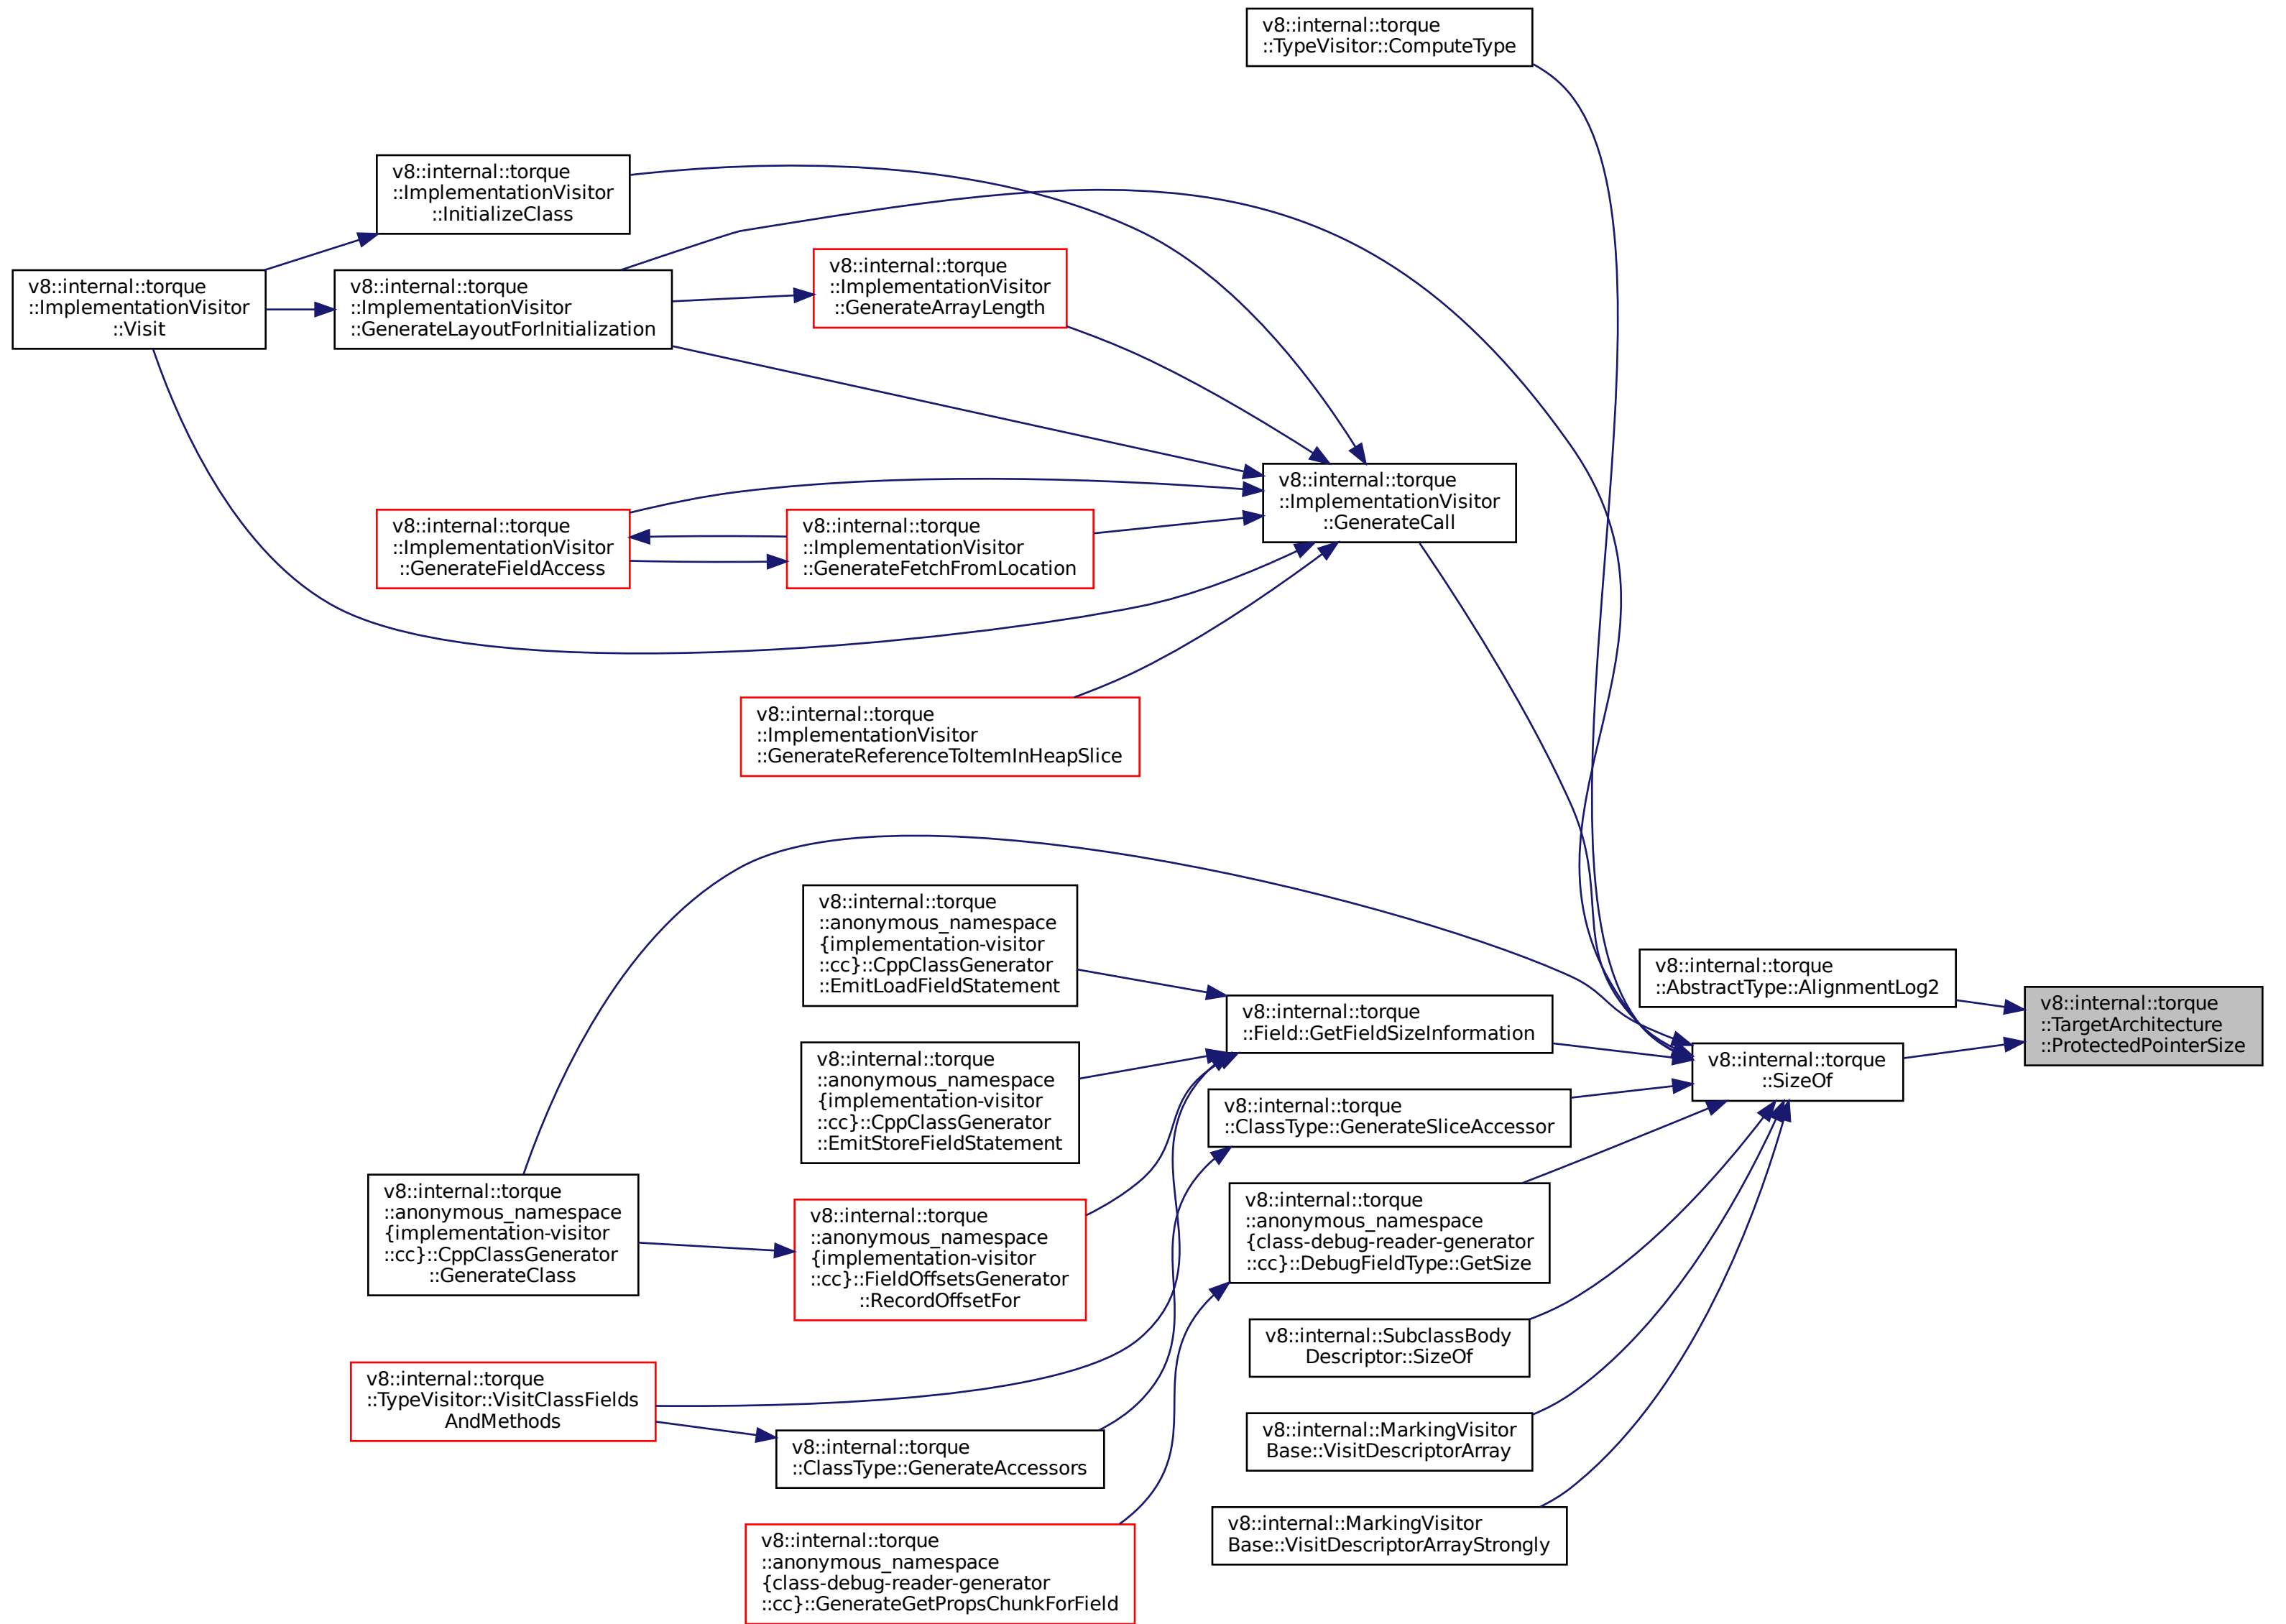 v8::internal::torque
::TypeVisitor::ComputeType
v8::internal::torque
::ImplementationVisitor
::InitializeClass
v8::internal::torque
::ImplementationVisitor
::GenerateArrayLength
v8::internal::torque
::ImplementationVisitor
::Visit
v8::internal::torque
::ImplementationVisitor
::GenerateLayoutForInitialization
v8::internal::torque
::ImplementationVisitor
::GenerateCall
v8::internal::torque
::ImplementationVisitor
::GenerateFieldAccess
v8::internal::torque
::ImplementationVisitor
::GenerateFetchFromLocation
v8::internal::torque
::ImplementationVisitor
::GenerateReferenceToItemInHeapSlice
v8::internal::torque
::anonymous_namespace
{implementation-visitor
::cc}::CppClassGenerator
::EmitLoadFieldStatement
v8::internal::torque
::AbstractType::AlignmentLog2
v8::internal::torque
::TargetArchitecture
::ProtectedPointerSize
v8::internal::torque
::Field::GetFieldSizeInformation
v8::internal::torque
::SizeOf
v8::internal::torque
::anonymous_namespace
{implementation-visitor
::cc}::CppClassGenerator
::EmitStoreFieldStatement
v8::internal::torque
::ClassType::GenerateSliceAccessor
v8::internal::torque
::anonymous_namespace
{implementation-visitor
::cc}::CppClassGenerator
::GenerateClass
v8::internal::torque
::anonymous_namespace
{implementation-visitor
::cc}::FieldOffsetsGenerator
::RecordOffsetFor
v8::internal::torque
::anonymous_namespace
{class-debug-reader-generator
::cc}::DebugFieldType::GetSize
v8::internal::SubclassBody
Descriptor::SizeOf
v8::internal::torque
::TypeVisitor::VisitClassFields
AndMethods
v8::internal::MarkingVisitor
Base::VisitDescriptorArray
v8::internal::torque
::ClassType::GenerateAccessors
v8::internal::MarkingVisitor
Base::VisitDescriptorArrayStrongly
v8::internal::torque
::anonymous_namespace
{class-debug-reader-generator
::cc}::GenerateGetPropsChunkForField